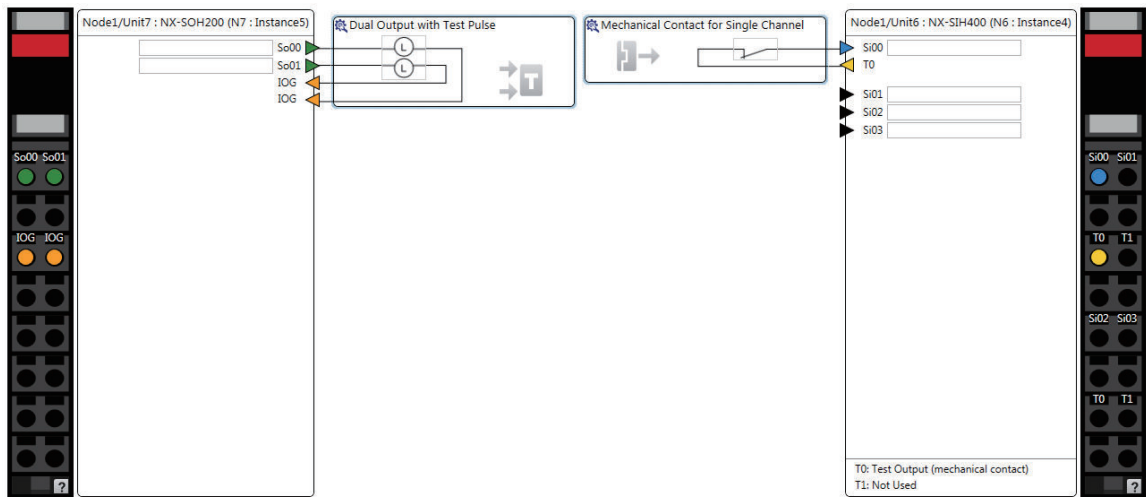 Node1/Unit7 : NX-SOH200 (N7 : Instance5)
So00
So01
IOG
IOG
Dual Output with Test Pulse
L
L
T
Mechanical Contact for Single Channel
Node1/Unit6 : NX-SIH400 (N6 : Instance4)
Si00
T0
Si01
Si02
Si03
T0: Test Output (mechanical contact)
T1: Not Used
So00 So01
IOG IOG
?
Si00 Si01
T0 T1
Si02 Si03
T0 T1
?